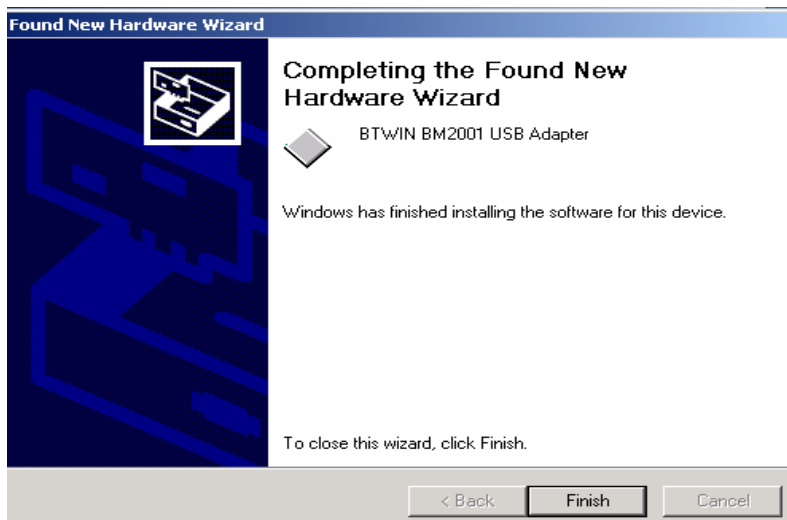 Found New Hardware Wizard
Completing the Found New
Hardware Wizard
BTWIN BM2001 USB Adapter
Windows has finished installing the software for this device.
To close this wizard, click Finish.
< Back
Finish
Cancel